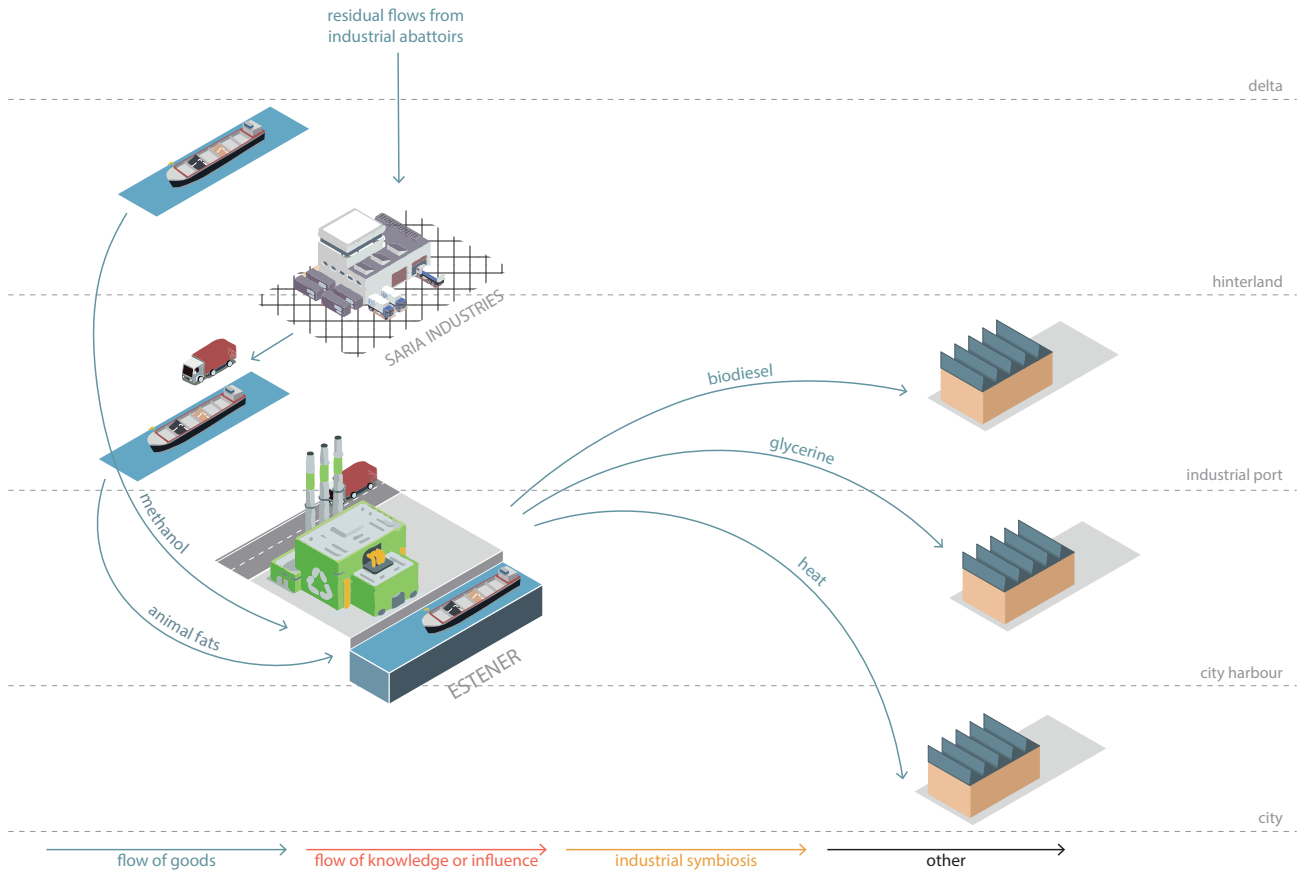 residual flows from
industrial abattoirs
delta
hinterland
SARIA INDUSTRIES
biodiesel
glycerine
industrial port
methanol
heat
animal fats
ESTENER
city harbour
city
flow of goods
flow of knowledge or influence
industrial symbiosis
other